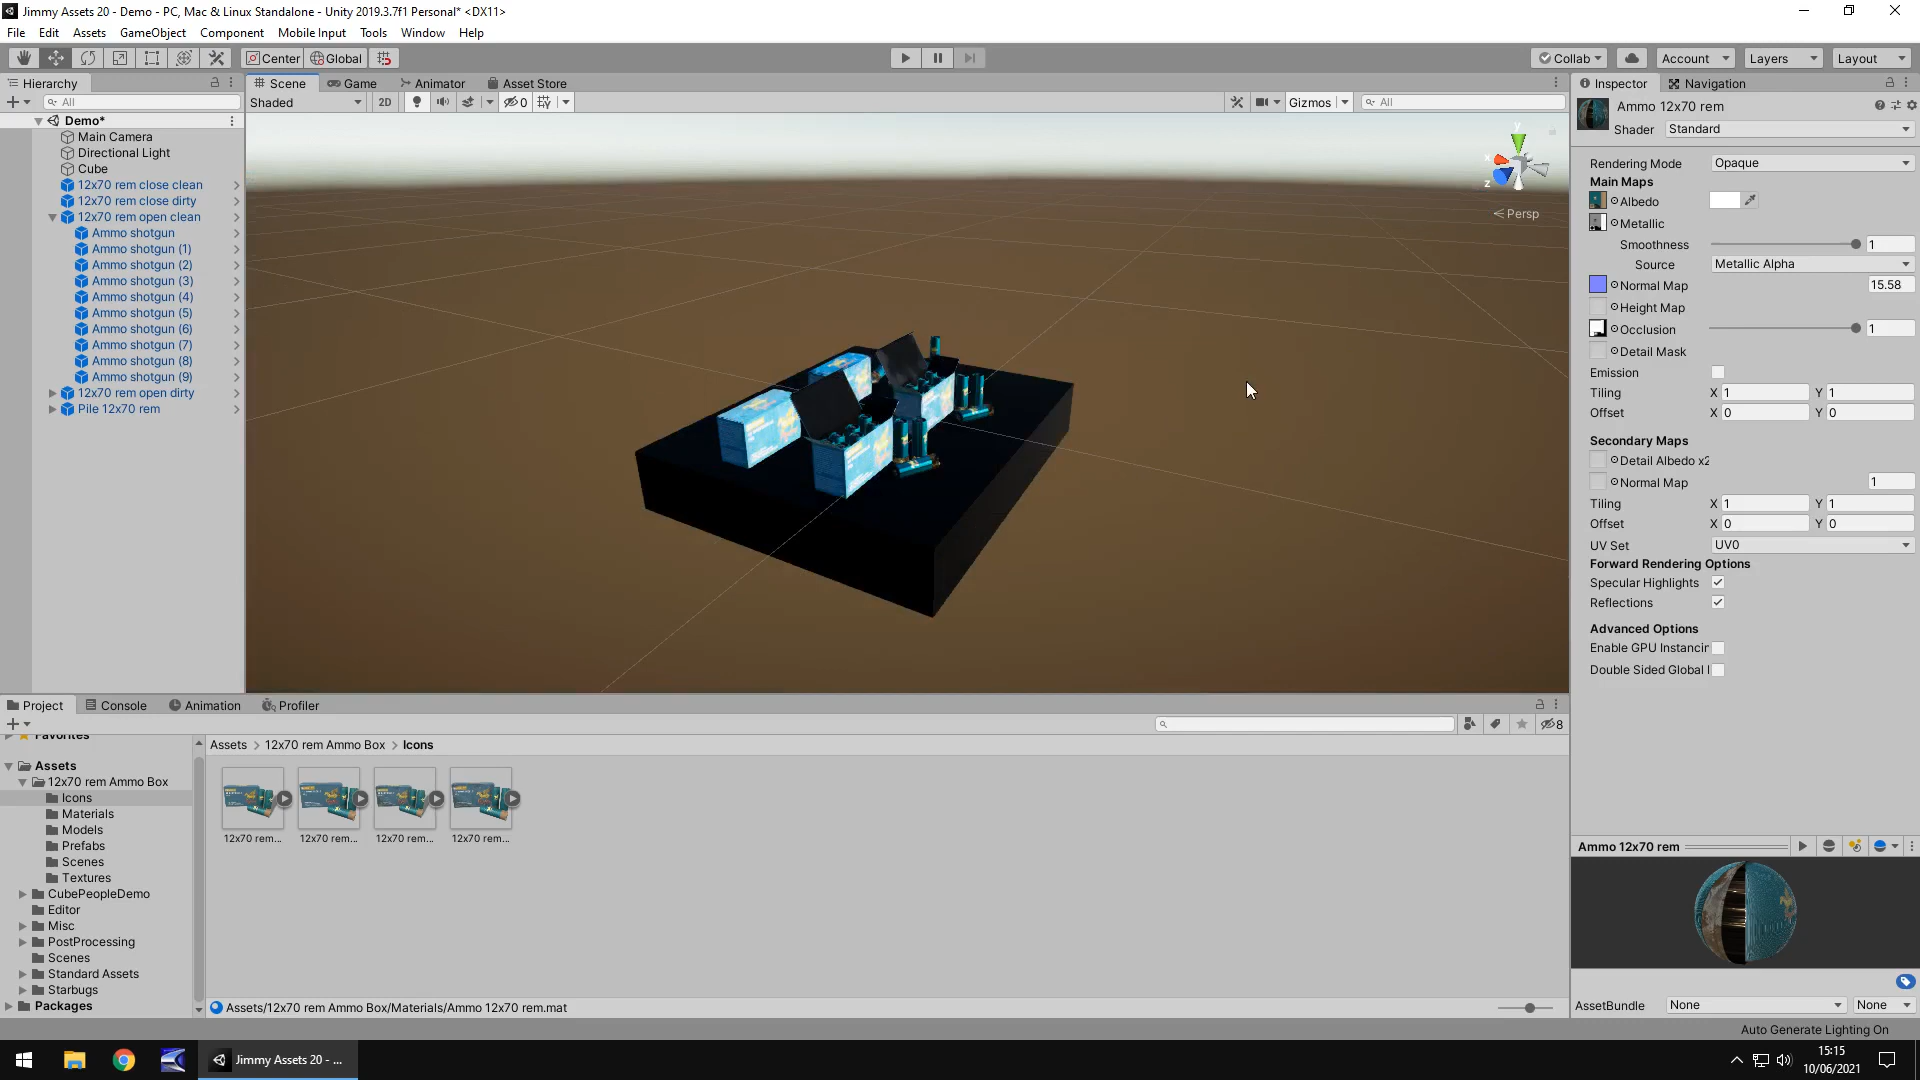 Jimmy Assets 20 - Demo - PC, Mac & Linux Standalone - Unity 2019.3.7f1 Personal* <DX11>
File Edit Assets GameObject Component Mobile Input Tools Window Help
Center Global Collab Account Layers Layout
Hierarchy
All
Demo*
Main Camera
Directional Light
Cube
12x70 rem close clean
12x70 rem close dirty
12x70 rem open clean
Ammo shotgun
Ammo shotgun (1)
Ammo shotgun (2)
Ammo shotgun (3)
Ammo shotgun (4)
Ammo shotgun (5)
Ammo shotgun (6)
Ammo shotgun (7)
Ammo shotgun (8)
Ammo shotgun (9)
12x70 rem open dirty
Pile 12x70 rem
Scene Game Animator Asset Store
Shaded 2D 0 Gizmos All
y
x
z
Persp
Inspector Navigation
Ammo 12x70 rem
Shader Standard
Rendering Mode Opaque
Main Maps
Albedo
Metallic
Smoothness 1
Source Metallic Alpha
Normal Map 15.58
Height Map
Occlusion 1
Detail Mask
Emission
Tiling X 1 Y 1
Offset X 0 Y 0
Secondary Maps
Detail Albedo x2
Normal Map 1
Tiling X 1 Y 1
Offset X 0 Y 0
UV Set UV0
Forward Rendering Options
Specular Highlights
Reflections
Advanced Options
Enable GPU Instancin
Double Sided Global I
Ammo 12x70 rem
AssetBundle None None
Auto Generate Lighting On
Project Console Animation Profiler
8
Favorites
Assets
12x70 rem Ammo Box
Icons
Materials
Models
Prefabs
Scenes
Textures
CubePeopleDemo
Editor
Misc
PostProcessing
Scenes
Standard Assets
Starbugs
Packages
Assets > 12x70 rem Ammo Box > Icons
12x70 rem... 12x70 rem... 12x70 rem... 12x70 rem...
Assets/12x70 rem Ammo Box/Materials/Ammo 12x70 rem.mat
Jimmy Assets 20 - ...
15:15
10/06/2021